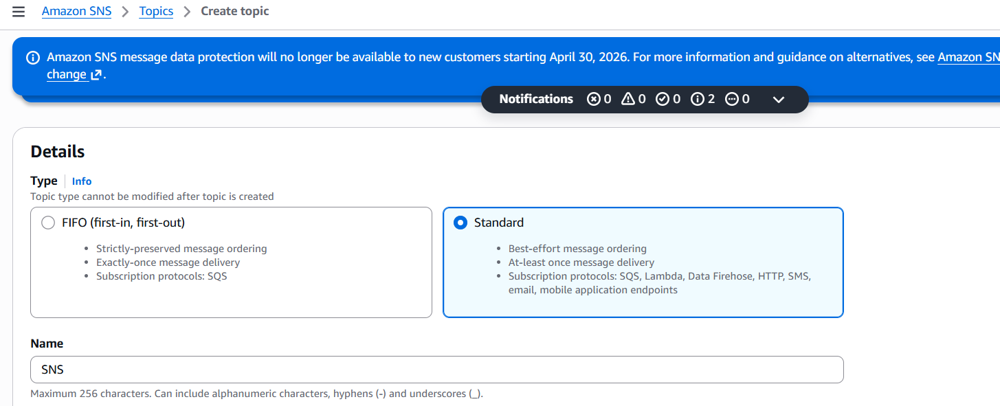 Amazon SNS > Topics > Create topic
Amazon SNS message data protection will no longer be available to new customers starting April 30, 2026. For more information and guidance on alternatives, see Amazon SN
change .
Notifications 0 0 0 2 0
Details
Type Info
Topic type cannot be modified after topic is created
FIFO (first-in, first-out)
• Strictly-preserved message ordering
• Exactly-once message delivery
• Subscription protocols: SQS
Standard
• Best-effort message ordering
• At-least once message delivery
• Subscription protocols: SQS, Lambda, Data Firehose, HTTP, SMS,
email, mobile application endpoints
Name
SNS
Maximum 256 characters. Can include alphanumeric characters, hyphens (-) and underscores (_).